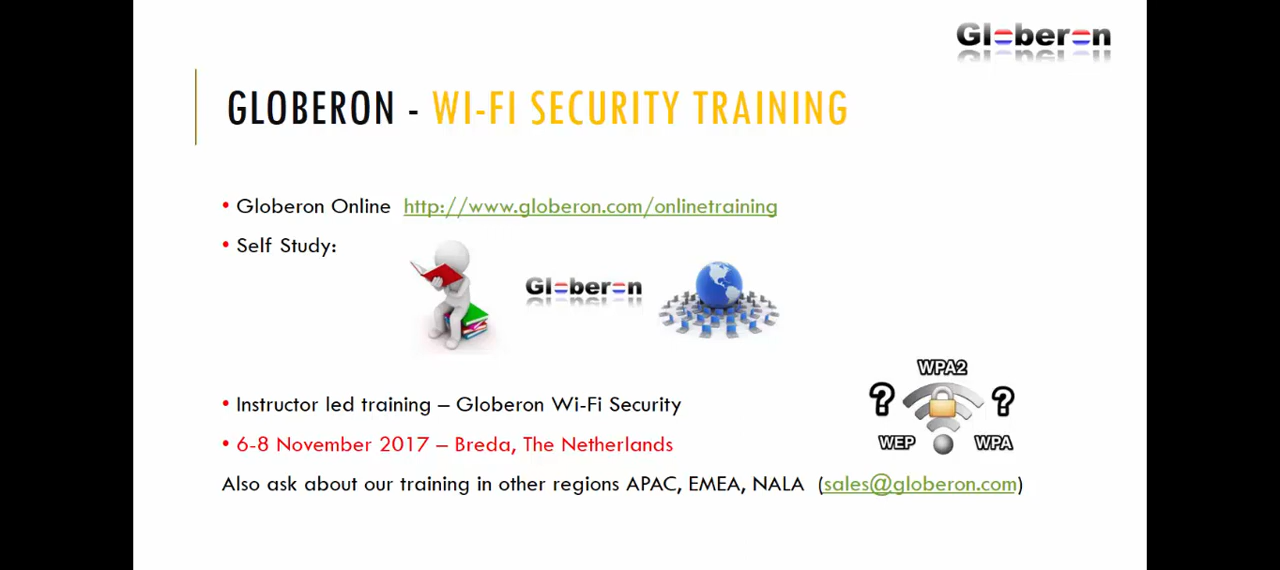 Globeron
GLOBERON - WI-FI SECURITY TRAINING
• Globeron Online http://www.globeron.com/onlinetraining
• Self Study:
Globeron
WPA2
? ?
WEP WPA
• Instructor led training – Globeron Wi-Fi Security
• 6-8 November 2017 – Breda, The Netherlands
Also ask about our training in other regions APAC, EMEA, NALA (sales@globeron.com)